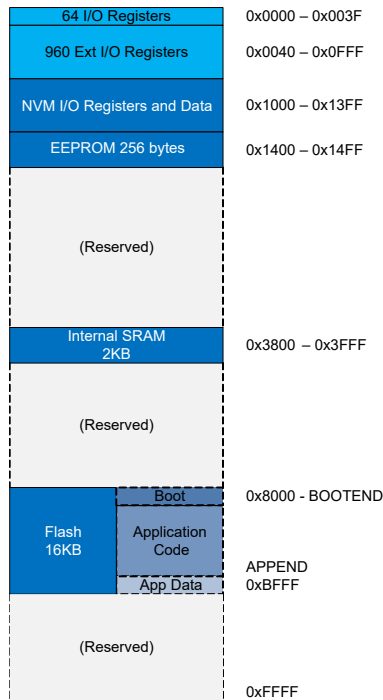 64 I/O Registers 0x0000 – 0x003F
960 Ext I/O Registers 0x0040 – 0x0FFF
NVM I/O Registers and Data 0x1000 – 0x13FF
EEPROM 256 bytes 0x1400 – 0x14FF
(Reserved)
Internal SRAM
2KB
0x3800 – 0x3FFF
(Reserved)
Flash
16KB
Boot 0x8000 - BOOTEND
Application
Code
APPEND
App Data 0xBFFF
(Reserved)
0xFFFF